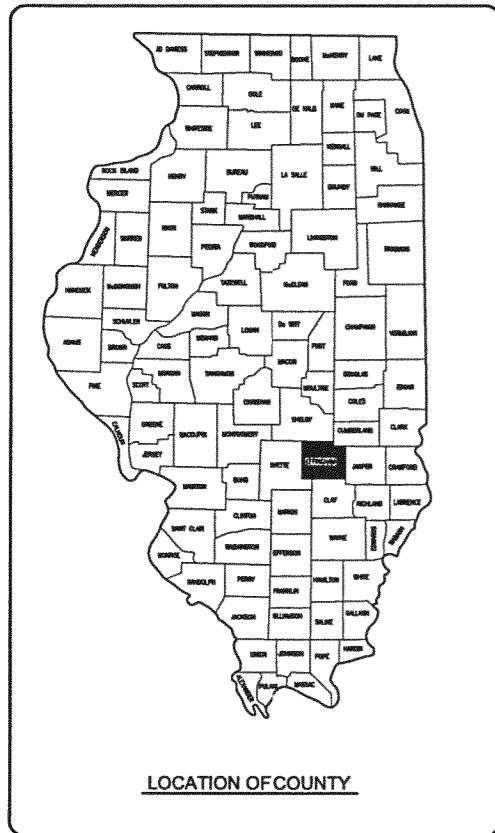 JO DAVIESS STEPHENSON WINNEBAGO BOONE McHENRY LAKE
CARROLL OGLE DE KALB KANE DU PAGE COOK
WHITESIDE LEE KENDALL WILL
ROCK ISLAND HENRY BUREAU LA SALLE GRUNDY
MERCER PUTNAM KANKAKEE
HENDERSON WARREN KNOX STARK MARSHALL LIVINGSTON IROQUOIS
PEORIA WOODFORD
HANCOCK McDONOUGH FULTON TAZEWELL McCLEAN FORD
SCHUYLER MASON LOGAN De WITT CHAMPAIGN VERMILION
ADAMS BROWN CASS MENARD PIATT
MACON
PIKE SCOTT MORGAN SANGAMON MOULTRIE DOUGLAS EDGAR
CHRISTIAN COLES
CALHOUN GREENE SHELBY CUMBERLAND CLARK
JERSEY MACOUPIN MONTGOMERY
FAYETTE EFFINGHAM JASPER CRAWFORD
MADISON BOND CLAY RICHLAND LAWRENCE
CLINTON MARION
SAINT CLAIR WAYNE EDWARDS WABASH
MONROE WASHINGTON JEFFERSON
RANDOLPH PERRY HAMILTON WHITE
FRANKLIN
JACKSON WILLIAMSON SALINE GALLATIN
UNION JOHNSON POPE HARDIN
ALEXANDER PULASKI MASSAC
LOCATION OF COUNTY